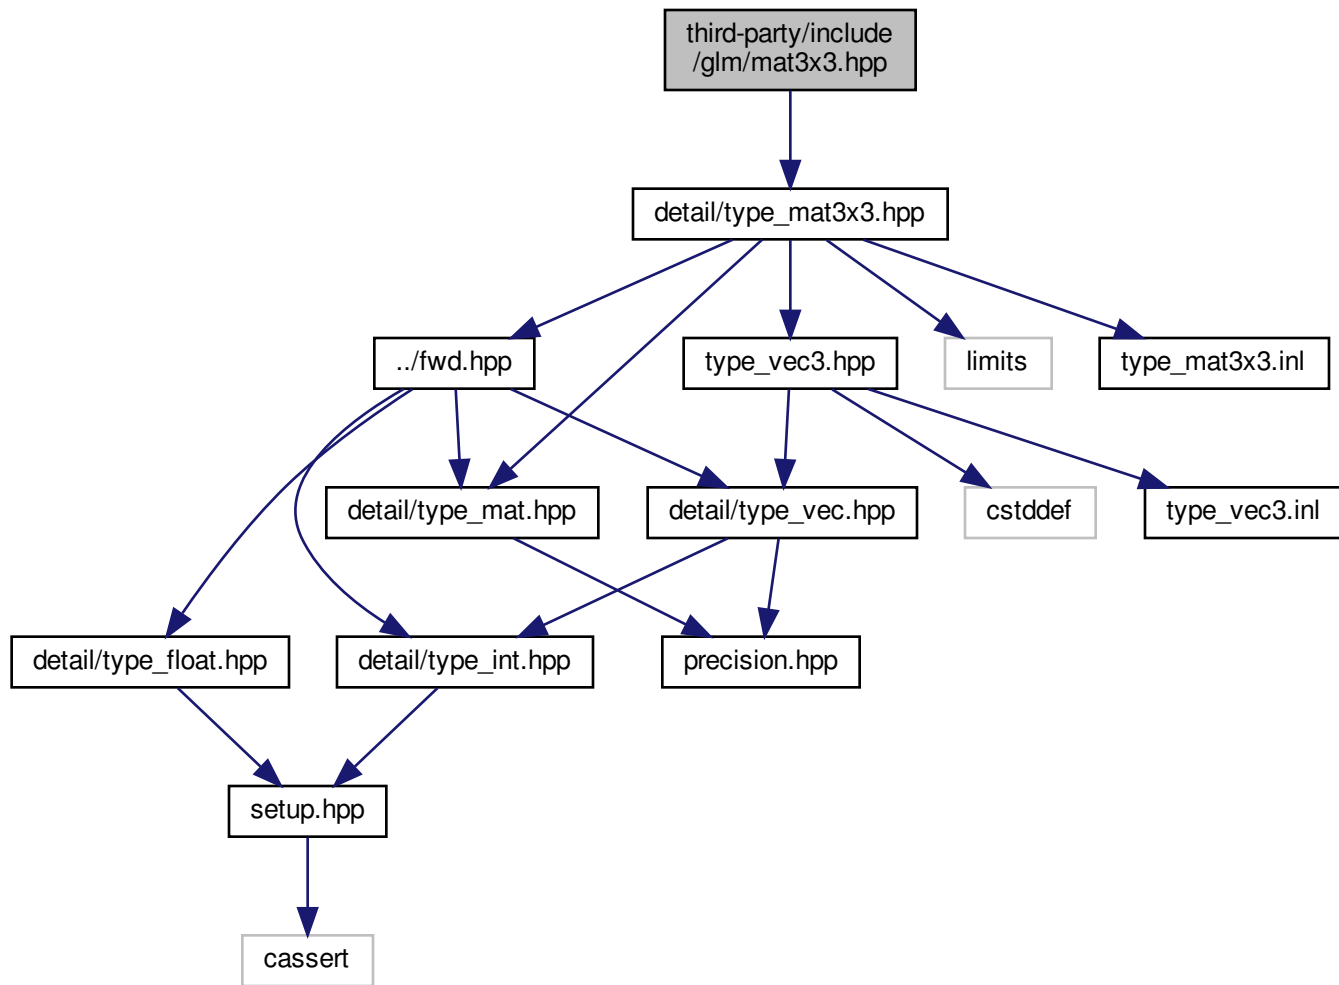 third-party/include
/glm/mat3x3.hpp
detail/type_mat3x3.hpp
../fwd.hpp
type_vec3.hpp
limits
type_mat3x3.inl
detail/type_mat.hpp
detail/type_vec.hpp
cstddef
type_vec3.inl
detail/type_float.hpp
detail/type_int.hpp
precision.hpp
setup.hpp
cassert